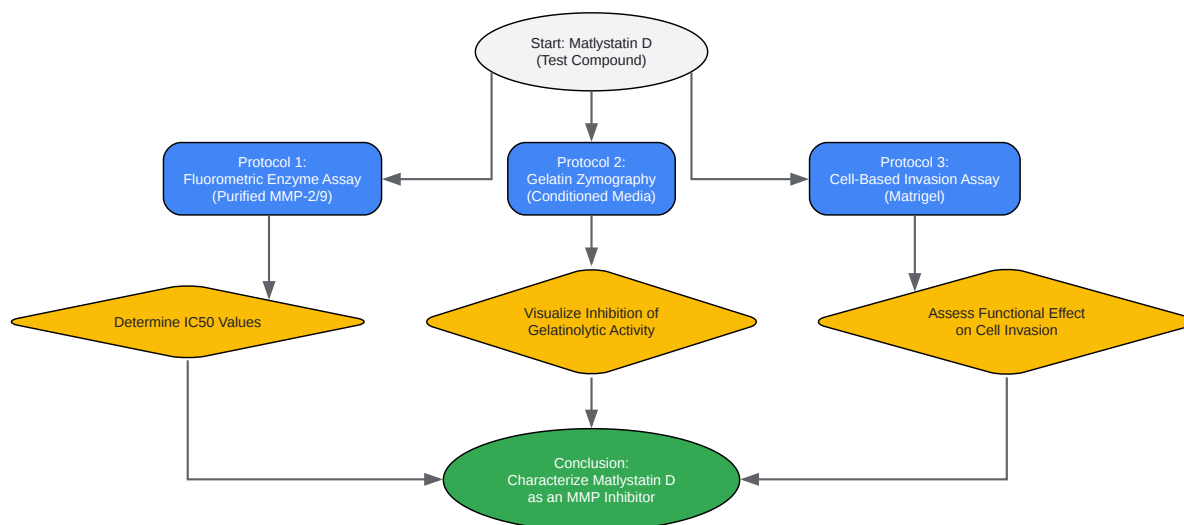 Start: Matlystatin D
(Test Compound)
Protocol 1:
Fluorometric Enzyme Assay
(Purified MMP-2/9)
Protocol 2:
Gelatin Zymography
(Conditioned Media)
Protocol 3:
Cell-Based Invasion Assay
(Matrigel)
Determine IC50 Values
Visualize Inhibition of
Gelatinolytic Activity
Assess Functional Effect
on Cell Invasion
Conclusion:
Characterize Matlystatin D
as an MMP Inhibitor